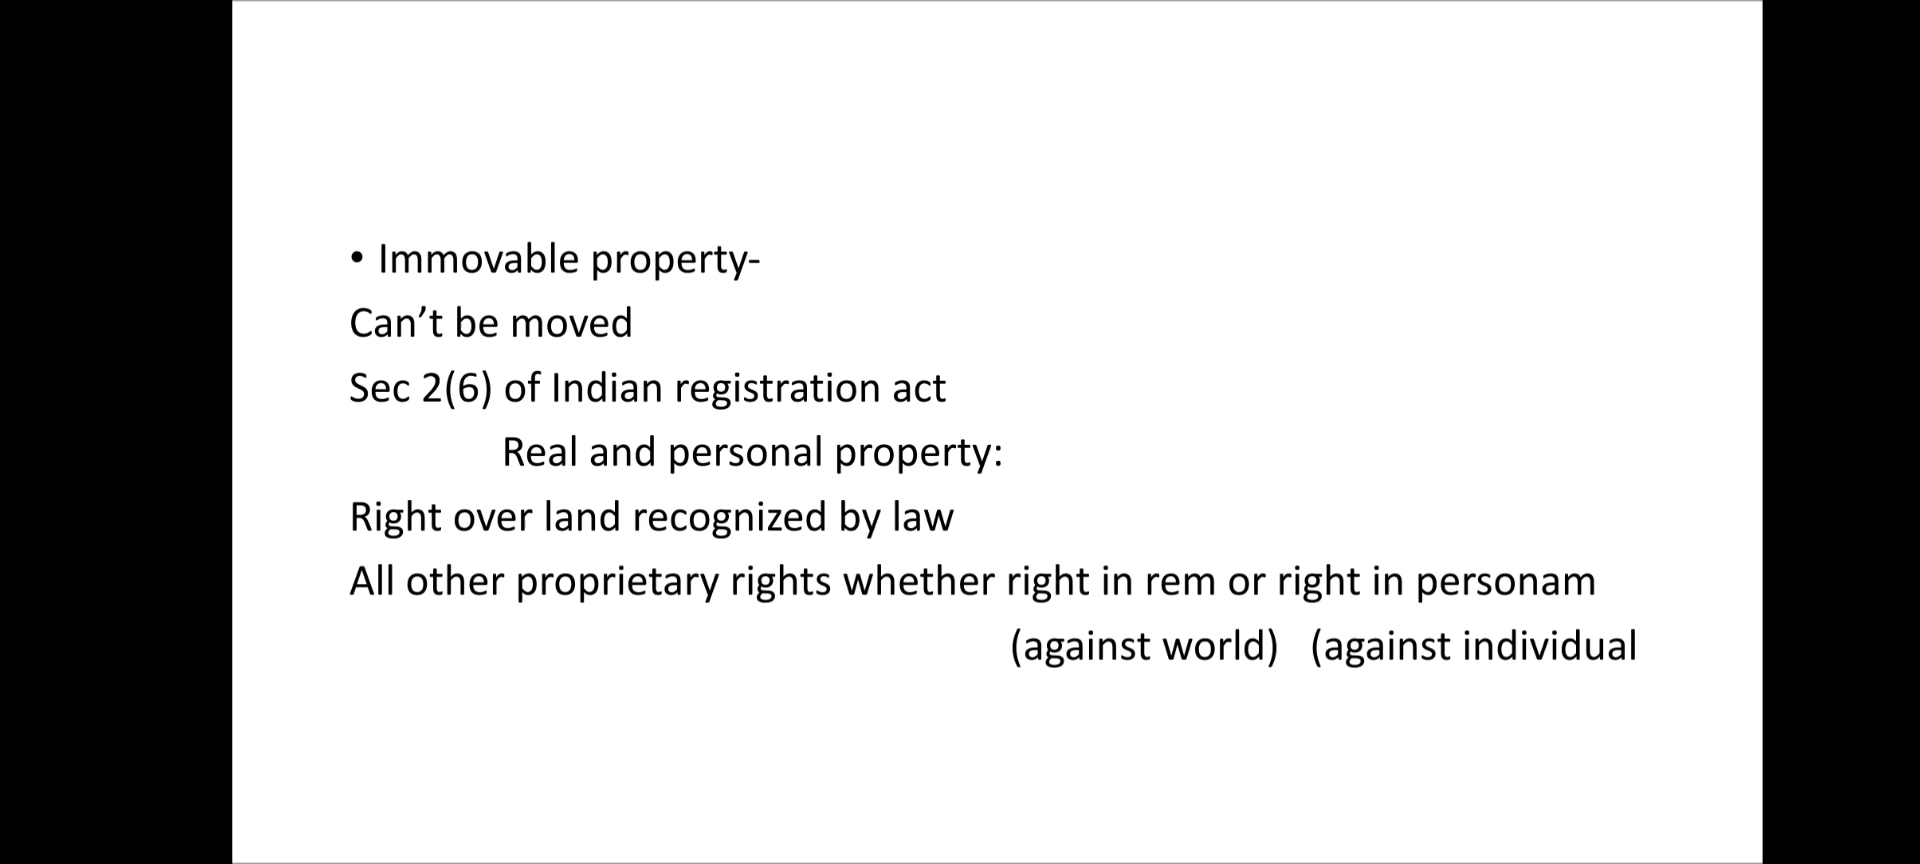 • Immovable property-
Can’t be moved
Sec 2(6) of Indian registration act
Real and personal property:
Right over land recognized by law
All other proprietary rights whether right in rem or right in personam
(against world) (against individual